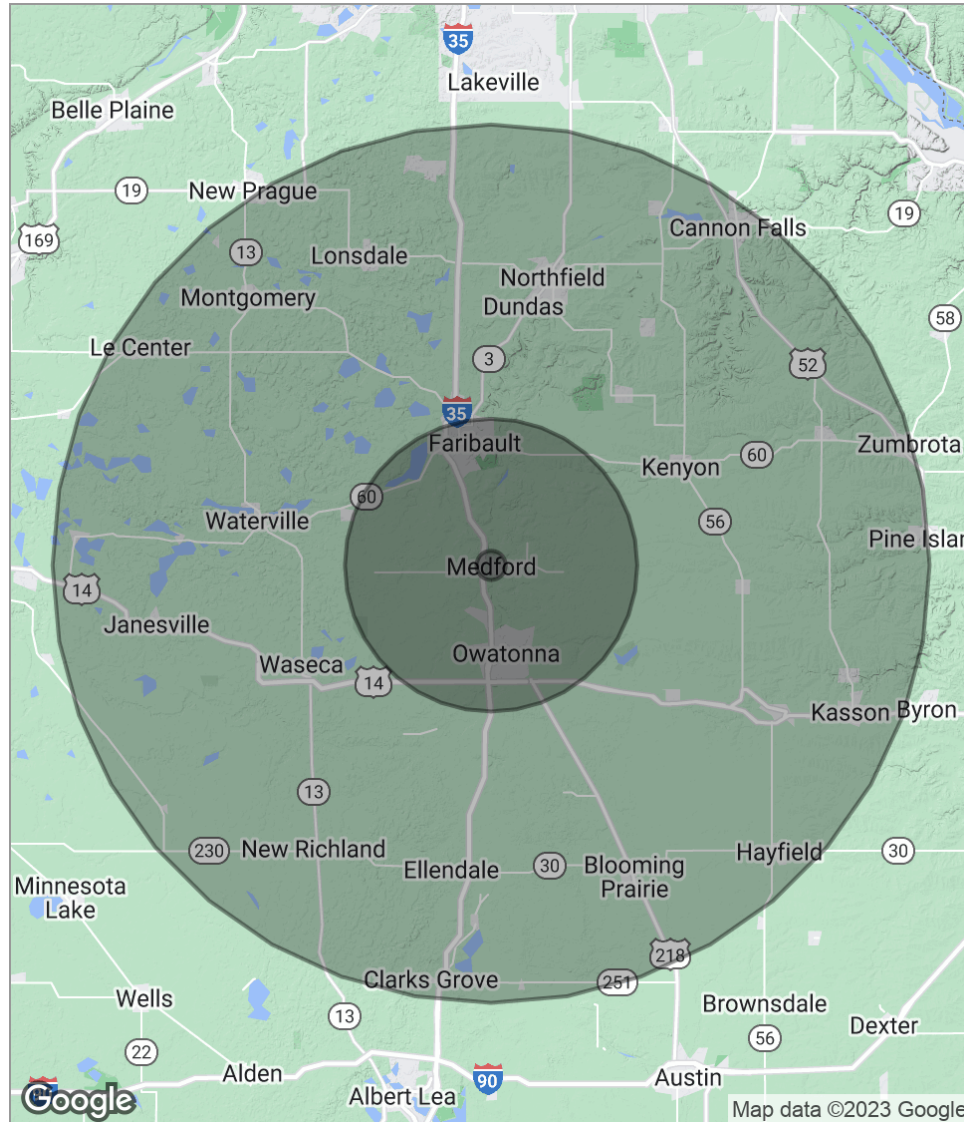 35
Lakeville
Belle Plaine
19
New Prague
169
13
Lonsdale
Cannon Falls
19
Northfield
Montgomery
Dundas
58
Le Center
3
52
35
Faribault
Zumbrota
60
Kenyon
60
Waterville
56
Pine Islan
Medford
14
Janesville
Owatonna
Waseca
14
Kasson
Byron
13
230
New Richland
Ellendale
30
Blooming
Prairie
Hayfield
30
Minnesota
Lake
218
Clarks Grove
251
Wells
13
Brownsdale
Dexter
56
22
Alden
90
Austin
Albert Lea
Google
Map data ©2023 Google